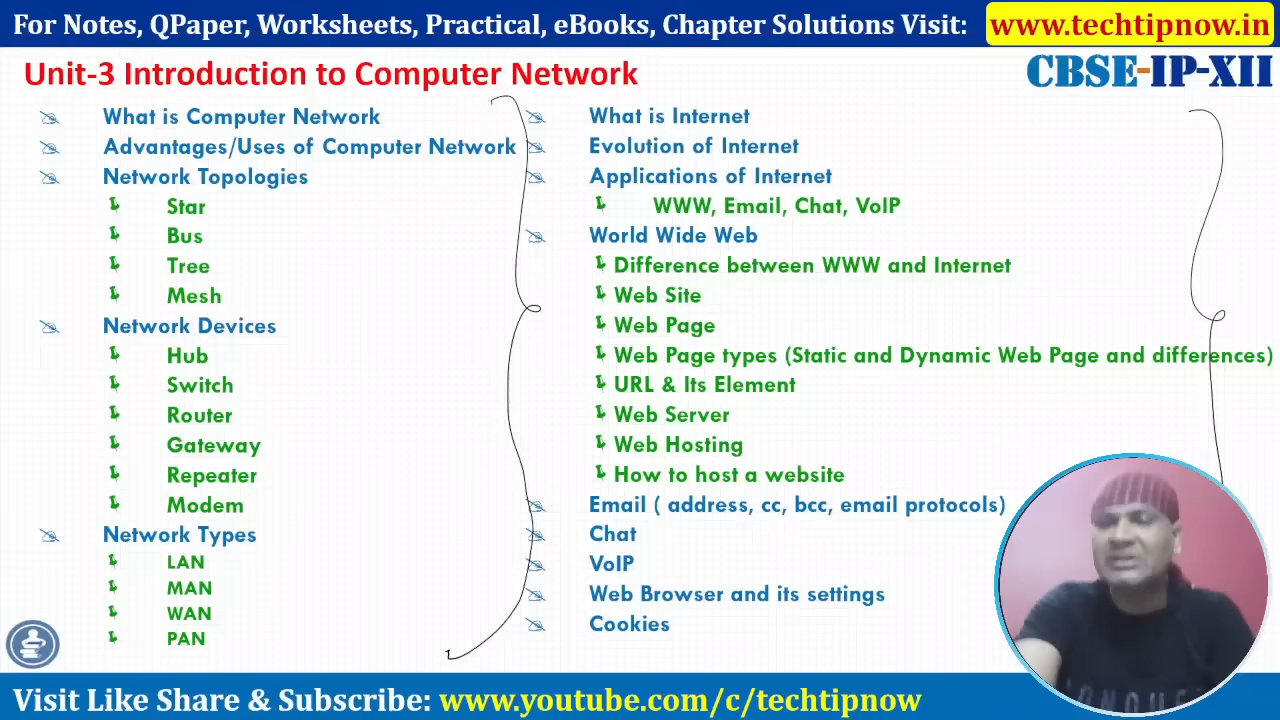 For Notes, QPaper, Worksheets, Practical, eBooks, Chapter Solutions Visit: www.techtipnow.in
Unit-3 Introduction to Computer Network
CBSE-IP-XII
What is Computer Network
Advantages/Uses of Computer Network
Network Topologies
Star
Bus
Tree
Mesh
Network Devices
Hub
Switch
Router
Gateway
Repeater
Modem
Network Types
LAN
MAN
WAN
PAN
What is Internet
Evolution of Internet
Applications of Internet
WWW, Email, Chat, VoIP
World Wide Web
Difference between WWW and Internet
Web Site
Web Page
Web Page types (Static and Dynamic Web Page and differences)
URL & Its Element
Web Server
Web Hosting
How to host a website
Email ( address, cc, bcc, email protocols)
Chat
VoIP
Web Browser and its settings
Cookies
Visit Like Share & Subscribe: www.youtube.com/c/techtipnow